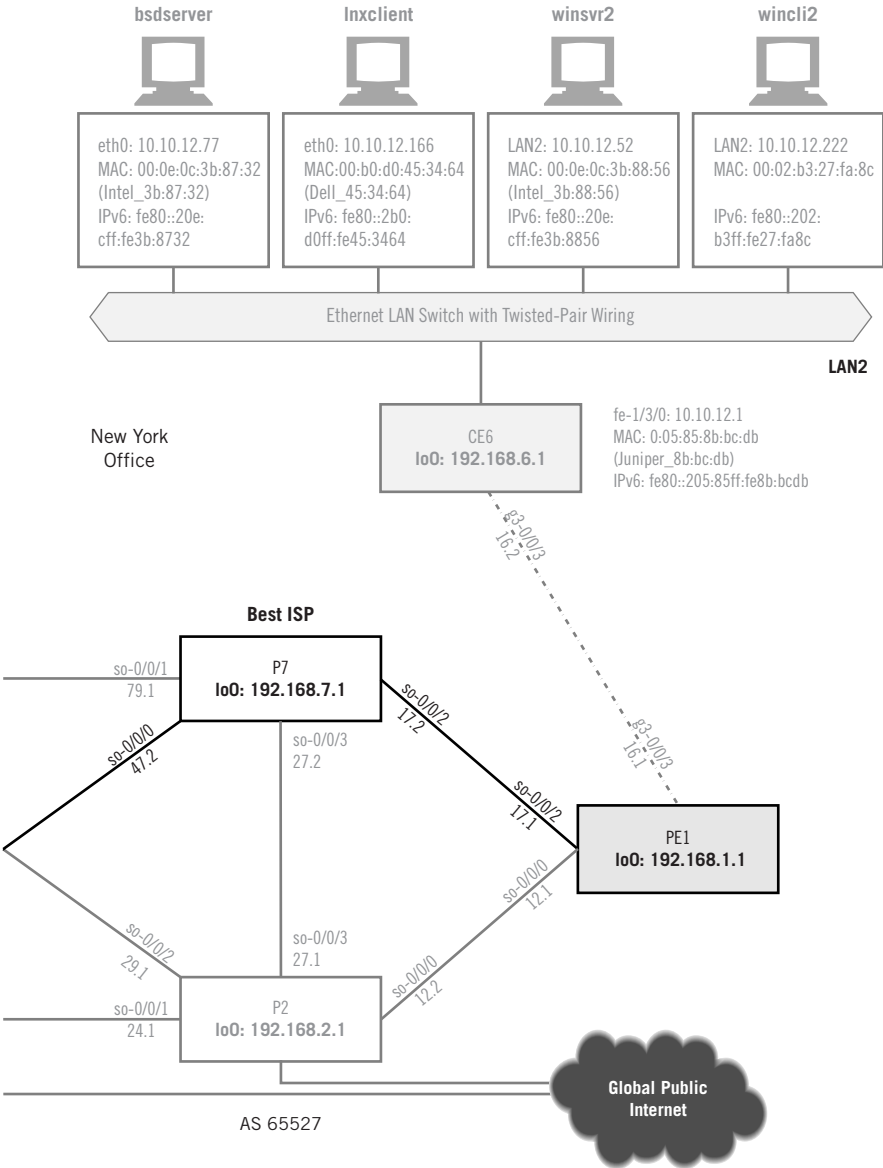 bsdserver
lnxclient
winsvr2
wincli2
eth0: 10.10.12.77
MAC: 00:0e:0c:3b:87:32
(Intel_3b:87:32)
IPv6: fe80::20e:
cff:fe3b:8732
eth0: 10.10.12.166
MAC:00:b0:d0:45:34:64
(Dell_45:34:64)
IPv6: fe80::2b0:
d0ff:fe45:3464
LAN2: 10.10.12.52
MAC: 00:0e:0c:3b:88:56
(Intel_3b:88:56)
IPv6: fe80::20e:
cff:fe3b:8856
LAN2: 10.10.12.222
MAC: 00:02:b3:27:fa:8c
IPv6: fe80::202:
b3ff:fe27:fa8c
Ethernet LAN Switch with Twisted-Pair Wiring
LAN2
New York
Office
CE6
lo0: 192.168.6.1
fe-1/3/0: 10.10.12.1
MAC: 0:05:85:8b:bc:db
(Juniper_8b:bc:db)
IPv6: fe80::205:85ff:fe8b:bcdb
g3-0/0/3
16.2
Best ISP
so-0/0/1
79.1
P7
lo0: 192.168.7.1
so-0/0/2
17.2
so-0/0/0
47.2
so-0/0/3
27.2
g3-0/0/3
16.1
so-0/0/2
17.1
PE1
lo0: 192.168.1.1
so-0/0/0
12.1
so-0/0/2
29.1
so-0/0/3
27.1
so-0/0/0
12.2
so-0/0/1
24.1
P2
lo0: 192.168.2.1
Global Public
Internet
AS 65527